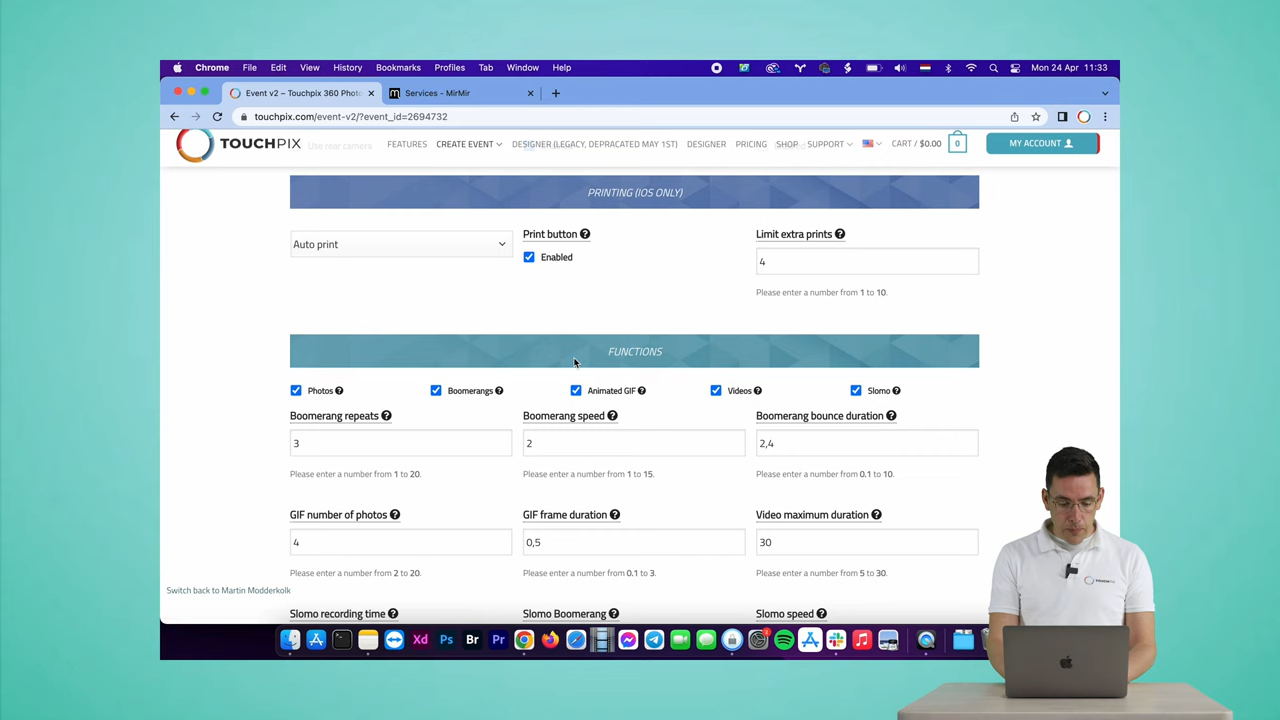 Chrome File Edit View History Bookmarks Profiles Tab Window Help Mon 24 Apr 11:33
Event v2 – Touchpix 360 Photo Services - MirMir
touchpix.com/event-v2/?event_id=2694732
TOUCHPIX Use rear camera FEATURES CREATE EVENT DESIGNER (LEGACY, DEPRACATED MAY 1ST) DESIGNER PRICING SHOP SUPPORT CART / $0.00 0 MY ACCOUNT
PRINTING (IOS ONLY)
Auto print
Print button
Enabled
Limit extra prints
4
Please enter a number from 1 to 10.
FUNCTIONS
Photos Boomerangs Animated GIF Videos Slomo
Boomerang repeats Boomerang speed Boomerang bounce duration
3 2 2,4
Please enter a number from 1 to 20. Please enter a number from 1 to 15. Please enter a number from 0.1 to 10.
GIF number of photos GIF frame duration Video maximum duration
4 0,5 30
Please enter a number from 2 to 20. Please enter a number from 0.1 to 3. Please enter a number from 5 to 30.
Switch back to Martin Modderkolk
Slomo recording time Slomo Boomerang Slomo speed
Xd Ps Br Pr
TOUCHPIX